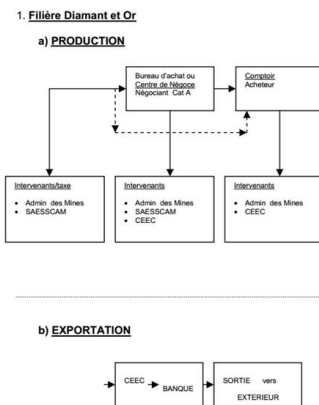 1. Filière Diamant et Or
a) PRODUCTION
Bureau d'achat ou
Centre de Négoce
Négociant Cat A
Comptoir
Acheteur
Intervenants/taxe
• Admin des Mines
• SAESSCAM
Intervenants
• Admin des Mines
• SAESSCAM
• CEEC
Intervenants
• Admin des Mines
• CEEC
b) EXPORTATION
CEEC
BANQUE
SORTIE vers
EXTERIEUR